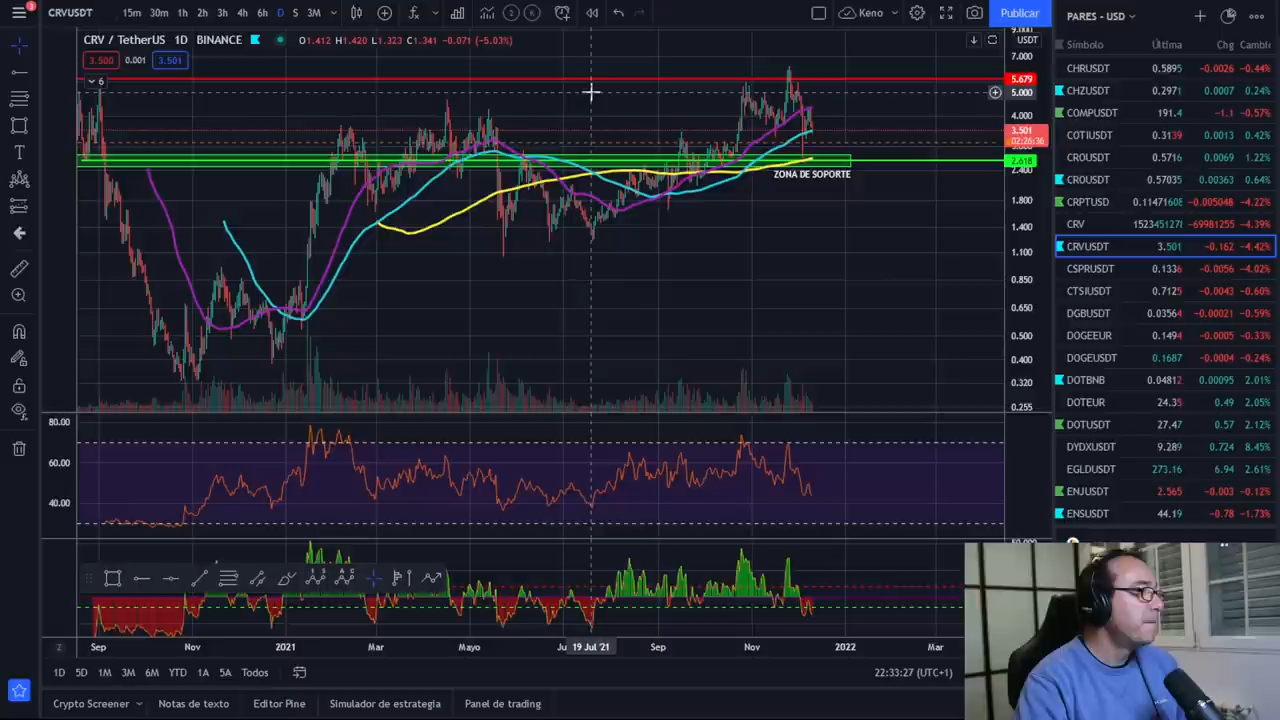 3
CRVUSDT 15m 30m 1h 2h 3h 4h 6h D S 3M 2 K Keno Publicar PARES - USD
CRV / TetherUS 1D BINANCE O1.412 H1.420 L1.323 C1.341 -0.071 (-5.03%) USDT
3.500 0.001 3.501
6
9.000
7.000
5.679
5.000
4.000
3.501
02:26:36
2.618
2.400
1.800
1.400
1.100
0.850
0.650
0.500
0.400
0.320
0.255
ZONA DE SOPORTE
80.00
60.00
40.00
Z Sep Nov 2021 Mar Mayo 19 Jul '21 Sep Nov 2022 Mar
1D 5D 1M 3M 6M YTD 1A 5A Todos 22:33:27 (UTC+1)
Crypto Screener Notas de texto Editor Pine Simulador de estrategia Panel de trading
Símbolo Última Chg Cambio
CHRUSDT 0.5895 -0.0026 -0.44%
CHZUSDT 0.2971 0.0007 0.24%
COMPUSDT 191.4 -1.1 -0.57%
COTIUSDT 0.3139 0.0013 0.42%
CROUSDT 0.5716 0.0069 1.22%
CROUSDT 0.57035 0.00363 0.64%
CRPTUSD 0.11471608 -0.005048 -4.22%
CRV 1523451271 -69981255 -4.39%
CRVUSDT 3.501 -0.162 -4.42%
CSPRUSDT 0.1336 -0.0056 -4.02%
CTSIUSDT 0.7125 -0.0043 -0.60%
DGBUSDT 0.03564 -0.00021 -0.59%
DOGEEUR 0.1494 -0.0005 -0.33%
DOGEUSDT 0.1687 -0.0004 -0.24%
DOTBNB 0.04812 0.00095 2.01%
DOTEUR 24.35 0.49 2.05%
DOTUSDT 27.47 0.57 2.12%
DYDXUSDT 9.289 0.724 8.45%
EGLDUSDT 273.16 6.94 2.61%
ENJUSDT 2.565 -0.003 -0.12%
ENSUSDT 44.19 -0.78 -1.73%